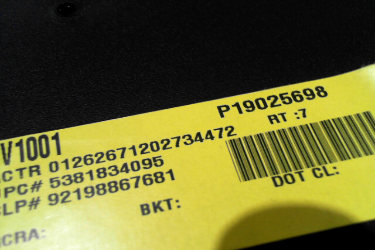 P19025698
V1001
RT :7
CTR 01262671202734472
PC# 5381834095
LP# 92198867681
BKT:
DOT CL:
CRA: